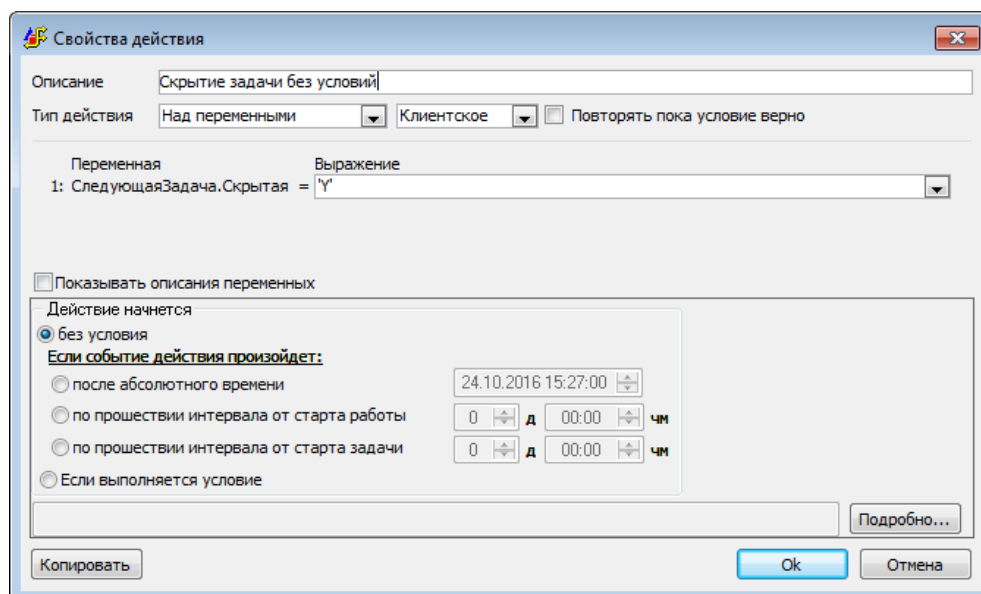 Свойства действия
Описание Скрытие задачи без условий
Тип действия Над переменными Клиентское Повторять пока условие верно
Переменная Выражение
1: СледующаяЗадача.Скрытая = 'Y'
Показывать описания переменных
Действие начнется
без условия
Если событие действия произойдет:
после абсолютного времени 24.10.2016 15:27:00
по прошествии интервала от старта работы 0 д 00:00 чм
по прошествии интервала от старта задачи 0 д 00:00 чм
Если выполняется условие
Подробно...
Копировать Ok Отмена